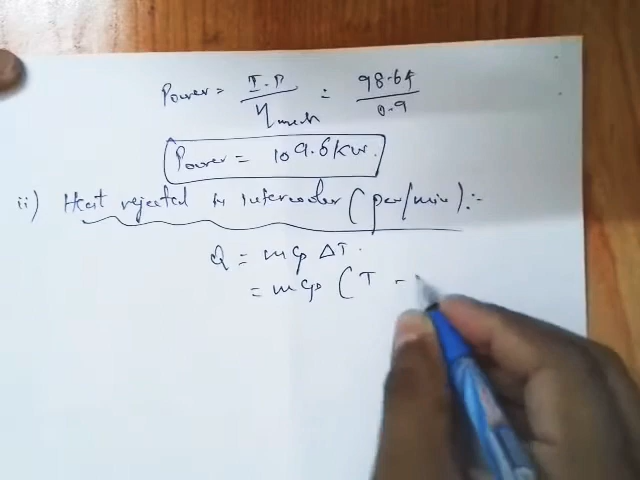 Power = I.P / ηmech = 98.64 / 0.9
Power = 109.6 kW.
ii) Heat rejected in intercooler (per/min):-
Q = mCp ΔT.
= mCp (T -